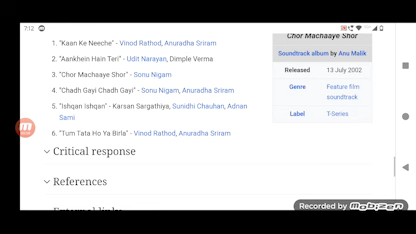 7:12
Chor Machaaye Shor
Soundtrack album by Anu Malik
Released 13 July 2002
Genre Feature film
soundtrack
Label T-Series
1. "Kaan Ke Neeche" - Vinod Rathod, Anuradha Sriram
2. "Aankhein Hain Teri" - Udit Narayan, Dimple Verma
3. "Chor Machaaye Shor" - Sonu Nigam
4. "Chadh Gayi Chadh Gayi" - Sonu Nigam, Anuradha Sriram
5. "Ishqan Ishqan" - Karsan Sargathiya, Sunidhi Chauhan, Adnan
Sami
6. "Tum Tata Ho Ya Birla" - Vinod Rathod, Anuradha Sriram
Critical response
References
External links
Recorded by Mobizen